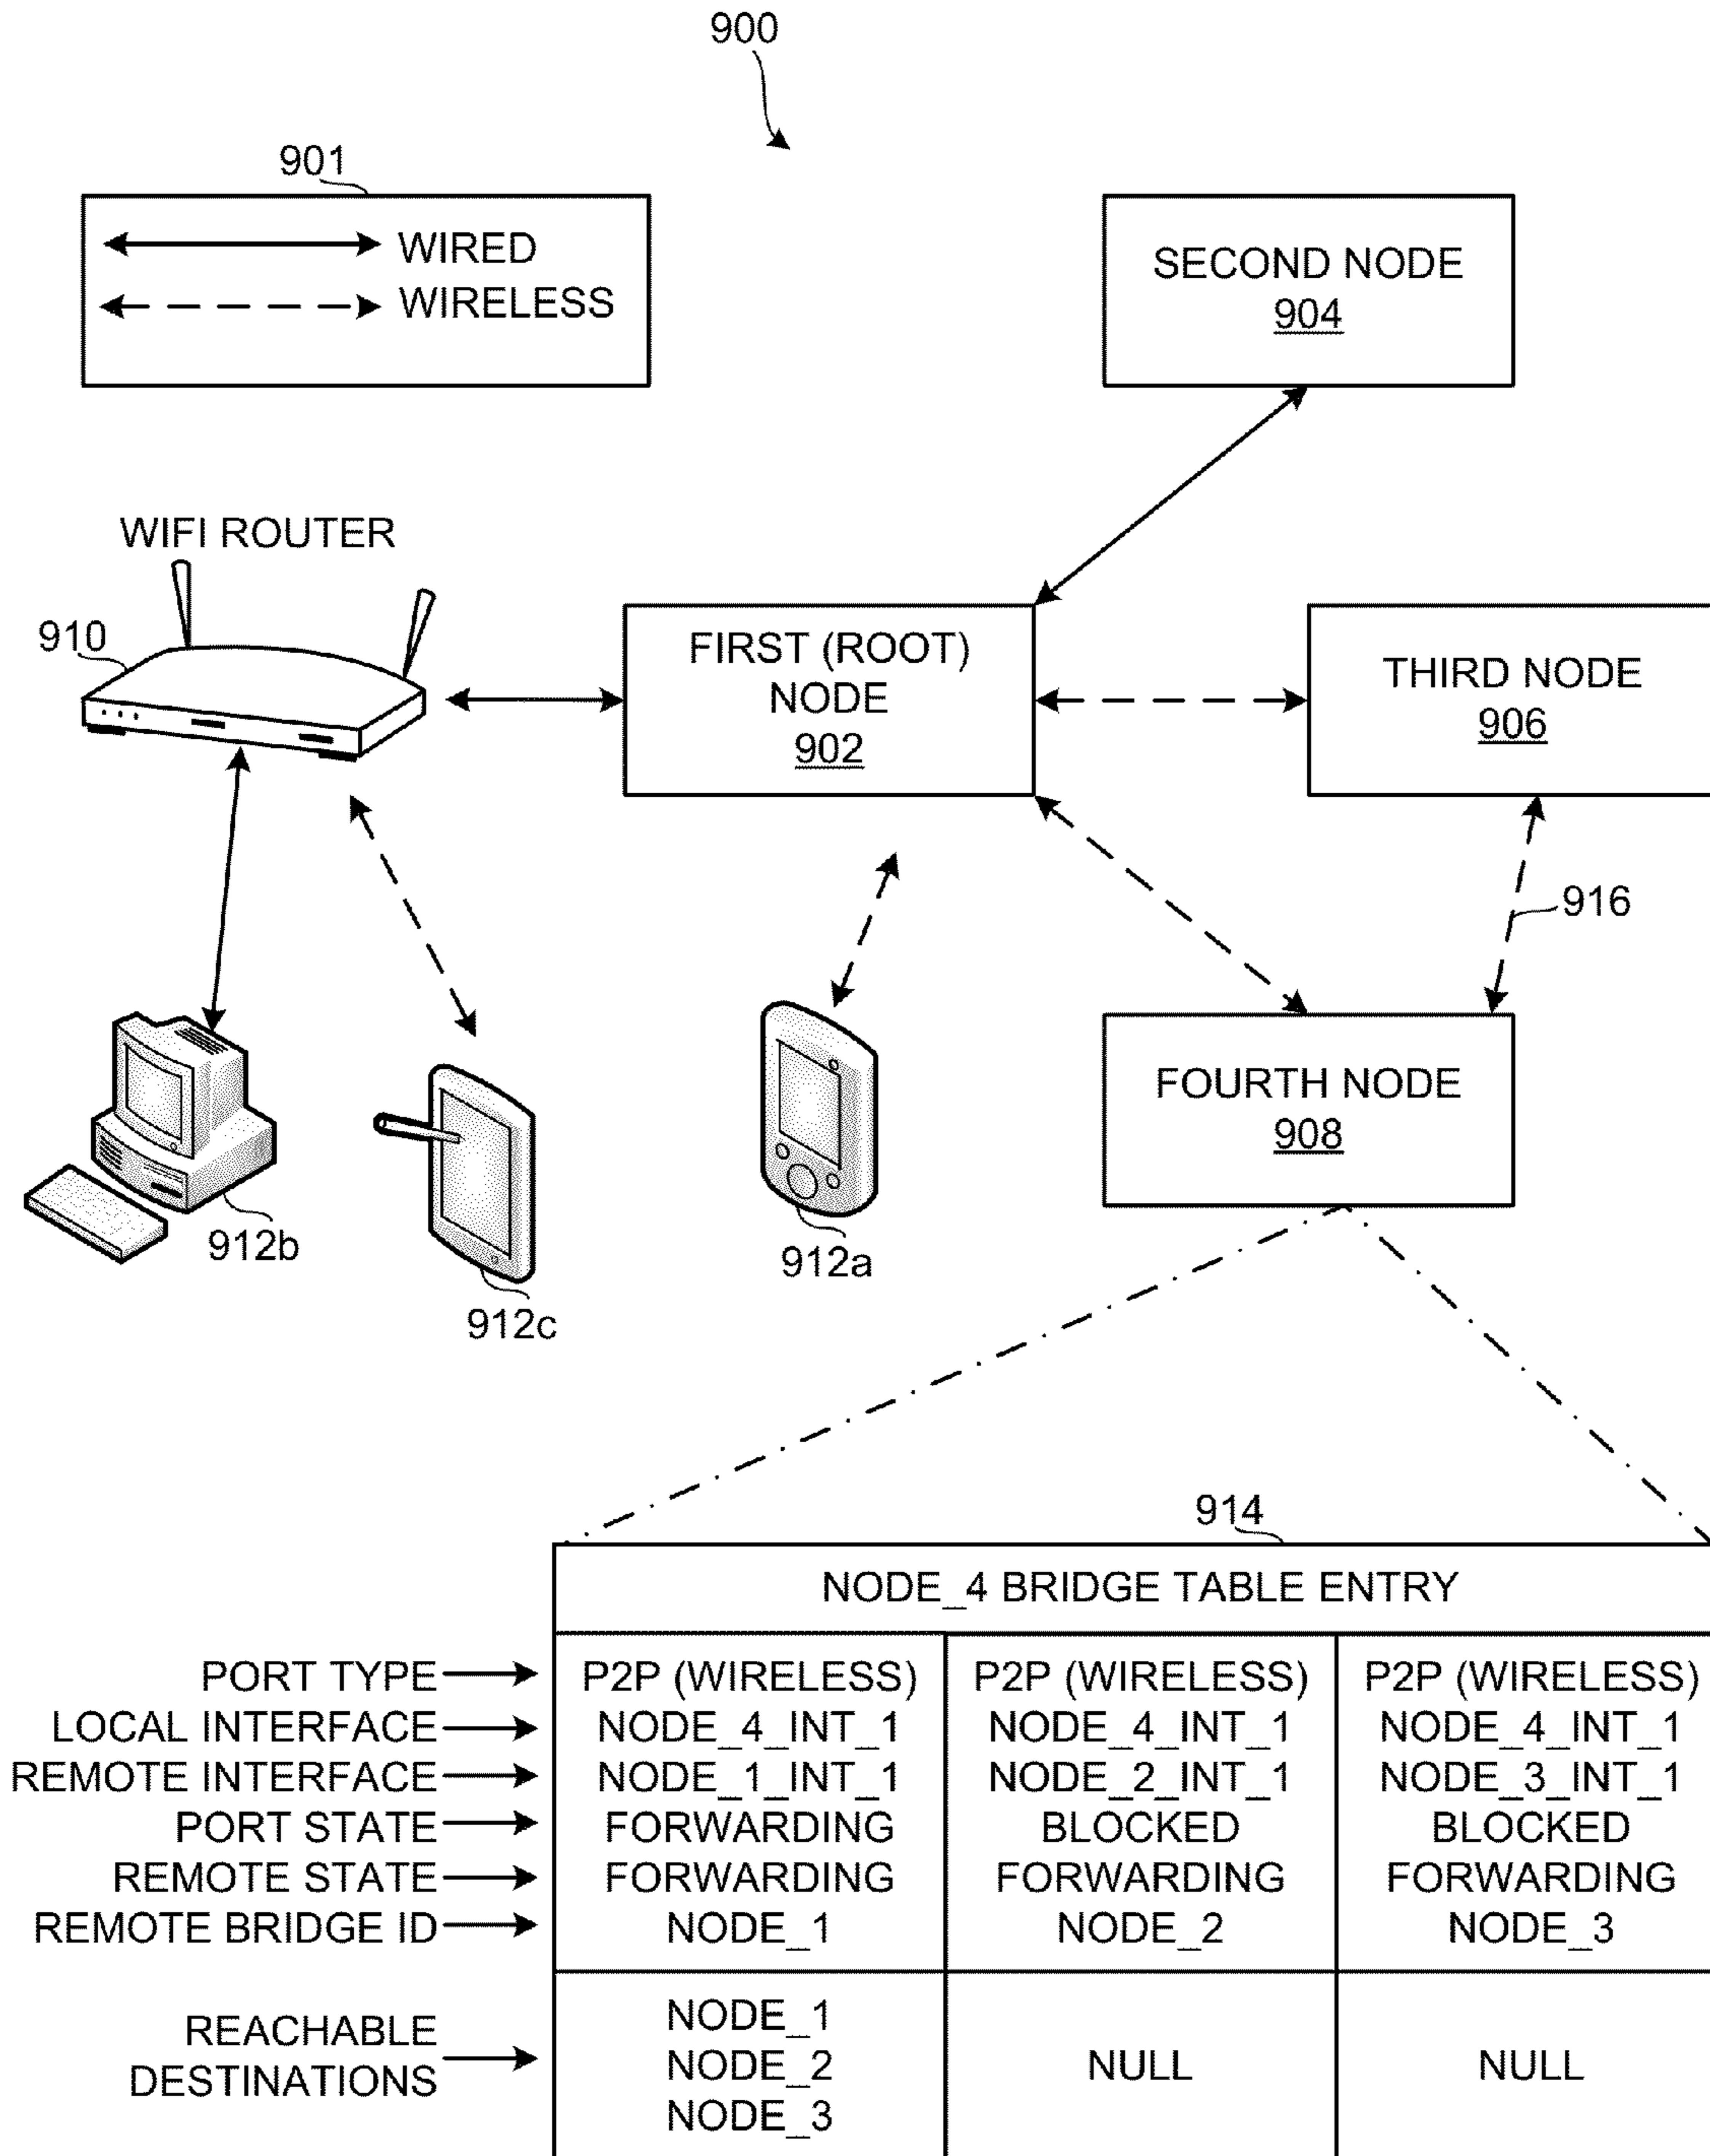 900
901
WIRED
WIRELESS
SECOND NODE
904
WIFI ROUTER
910
FIRST (ROOT)
NODE
902
THIRD NODE
906
916
FOURTH NODE
908
912b
912c
912a
914
NODE_4 BRIDGE TABLE ENTRY
PORT TYPE P2P (WIRELESS) P2P (WIRELESS) P2P (WIRELESS)
LOCAL INTERFACE NODE_4_INT_1 NODE_4_INT_1 NODE_4_INT_1
REMOTE INTERFACE NODE_1_INT_1 NODE_2_INT_1 NODE_3_INT_1
PORT STATE FORWARDING BLOCKED BLOCKED
REMOTE STATE FORWARDING FORWARDING FORWARDING
REMOTE BRIDGE ID NODE_1 NODE_2 NODE_3
REACHABLE
DESTINATIONS
NODE_1
NODE_2
NODE_3
NULL
NULL